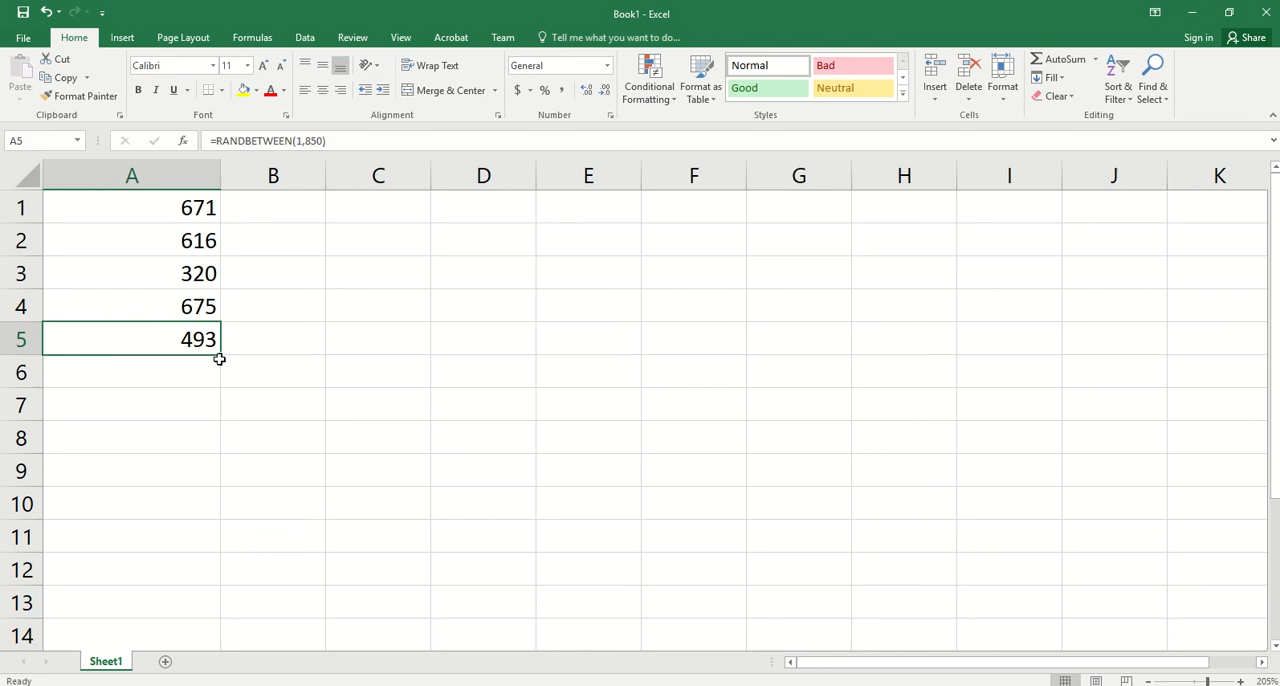 Book1 - Excel
File Home Insert Page Layout Formulas Data Review View Acrobat Team Tell me what you want to do... Sign in Share
Paste Cut Copy Format Painter Clipboard
Calibri 11 B I U A A A Font
Wrap Text Merge & Center Alignment
General $ % , Number
Conditional Formatting Format as Table Normal Bad Good Neutral Styles
Insert Delete Format Cells
AutoSum Fill Clear Sort & Filter Find & Select Editing
A5 fx =RANDBETWEEN(1,850)
A B C D E F G H I J K
1 671
2 616
3 320
4 675
5 493
6
7
8
9
10
11
12
13
14
Sheet1
Ready 205%